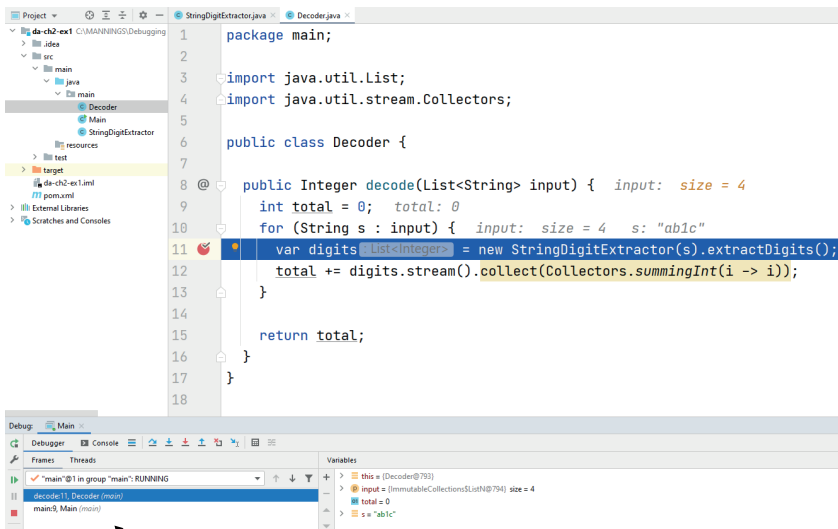 Project
StringDigitExtractor.java
Decoder.java
da-ch2-ex1 C:\MANNINGS\Debugging
.idea
src
main
java
main
Decoder
Main
StringDigitExtractor
resources
test
target
da-ch2-ex1.iml
pom.xml
External Libraries
Scratches and Consoles
1 package main;
2
3 import java.util.List;
4 import java.util.stream.Collectors;
5
6 public class Decoder {
7
8 @ public Integer decode(List<String> input) { input: size = 4
9 int total = 0; total: 0
10 for (String s : input) { input: size = 4 s: "ab1c"
11 var digits : List<Integer> = new StringDigitExtractor(s).extractDigits();
12 total += digits.stream().collect(Collectors.summingInt(i -> i));
13 }
14
15 return total;
16 }
17 }
18
Debug: Main
Debugger Console
Frames Threads
Variables
"main"@1 in group "main": RUNNING
decode:11, Decoder (main)
main:9, Main (main)
this = {Decoder@793}
input = {ImmutableCollections$ListN@794} size = 4
total = 0
s = "ab1c"